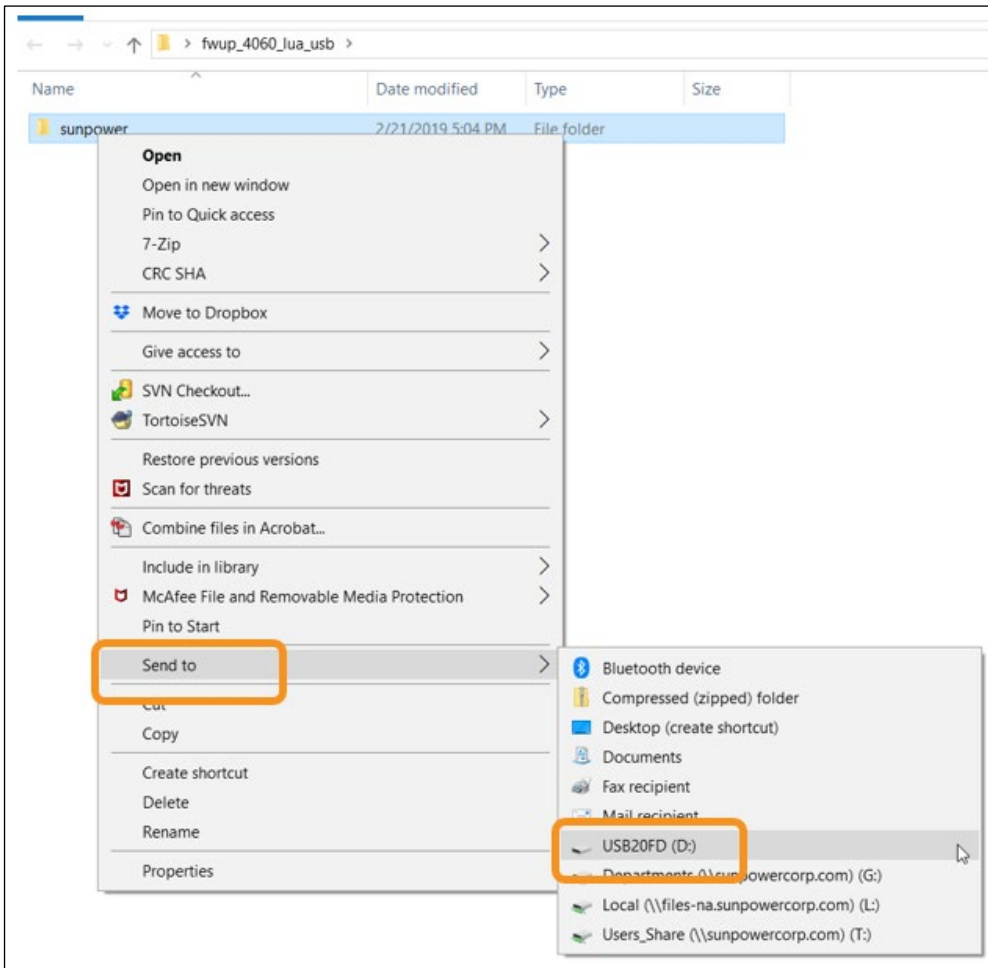 fwup_4060_lua_usb
Name Date modified Type Size
sunpower 2/21/2019 5:04 PM File folder
Open
Open in new window
Pin to Quick access
7-Zip
CRC SHA
Move to Dropbox
Give access to
SVN Checkout...
TortoiseSVN
Restore previous versions
Scan for threats
Combine files in Acrobat...
Include in library
McAfee File and Removable Media Protection
Pin to Start
Send to
Cut
Copy
Create shortcut
Delete
Rename
Properties
Bluetooth device
Compressed (zipped) folder
Desktop (create shortcut)
Documents
Fax recipient
Mail recipient
USB20FD (D:)
Departments (\\sunpowercorp.com) (G:)
Local (\\files-na.sunpowercorp.com) (L:)
Users_Share (\\sunpowercorp.com) (T:)